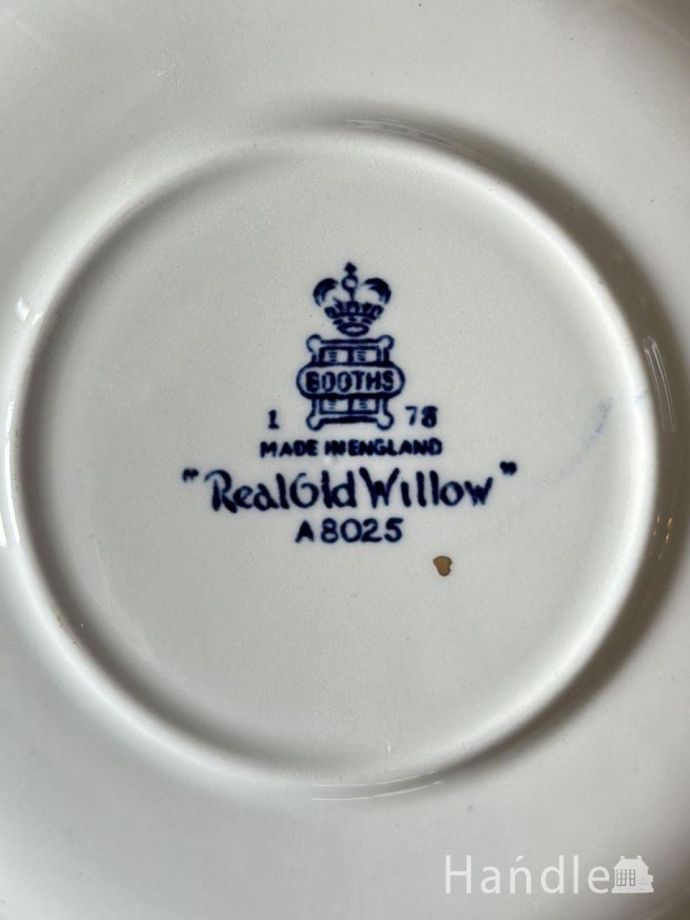 BOOTHS
1 78
MADE IN ENGLAND
"Real Old Willow"
A8025
Handle